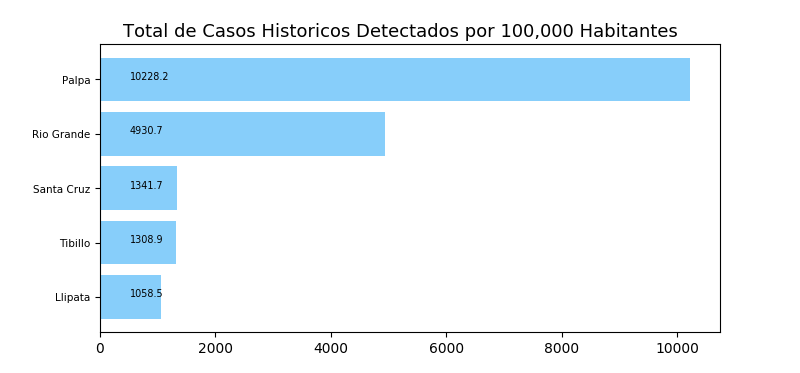 Total de Casos Historicos Detectados por 100,000 Habitantes
Palpa 10228.2
Rio Grande 4930.7
Santa Cruz 1341.7
Tibillo 1308.9
Llipata 1058.5
0 2000 4000 6000 8000 10000